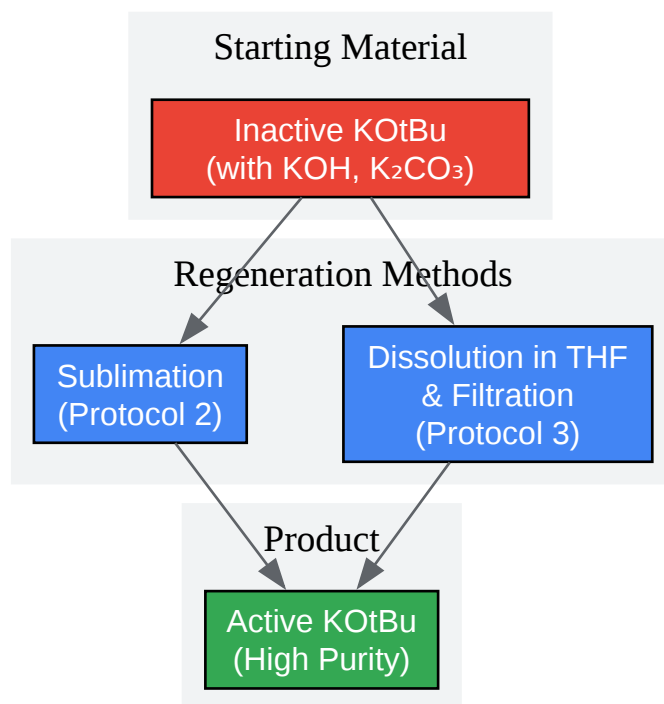 Starting Material
Inactive KOtBu
(with KOH, K₂CO₃)
Regeneration Methods
Sublimation
(Protocol 2)
Dissolution in THF
& Filtration
(Protocol 3)
Product
Active KOtBu
(High Purity)